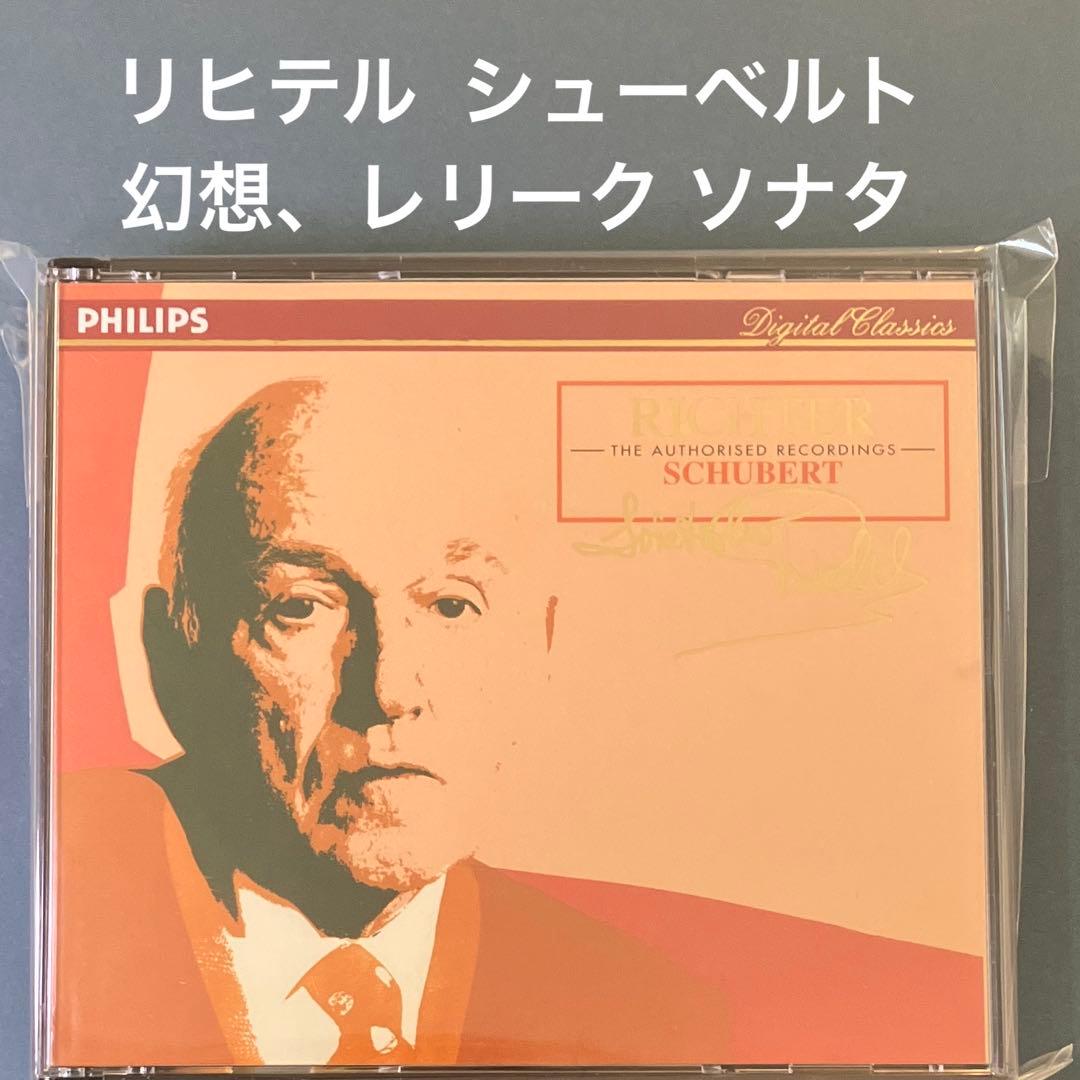 リヒテル シューベルト
幻想、レリーク ソナタ
PHILIPS
Digital Classics
RICHTER
THE AUTHORISED RECORDINGS
SCHUBERT